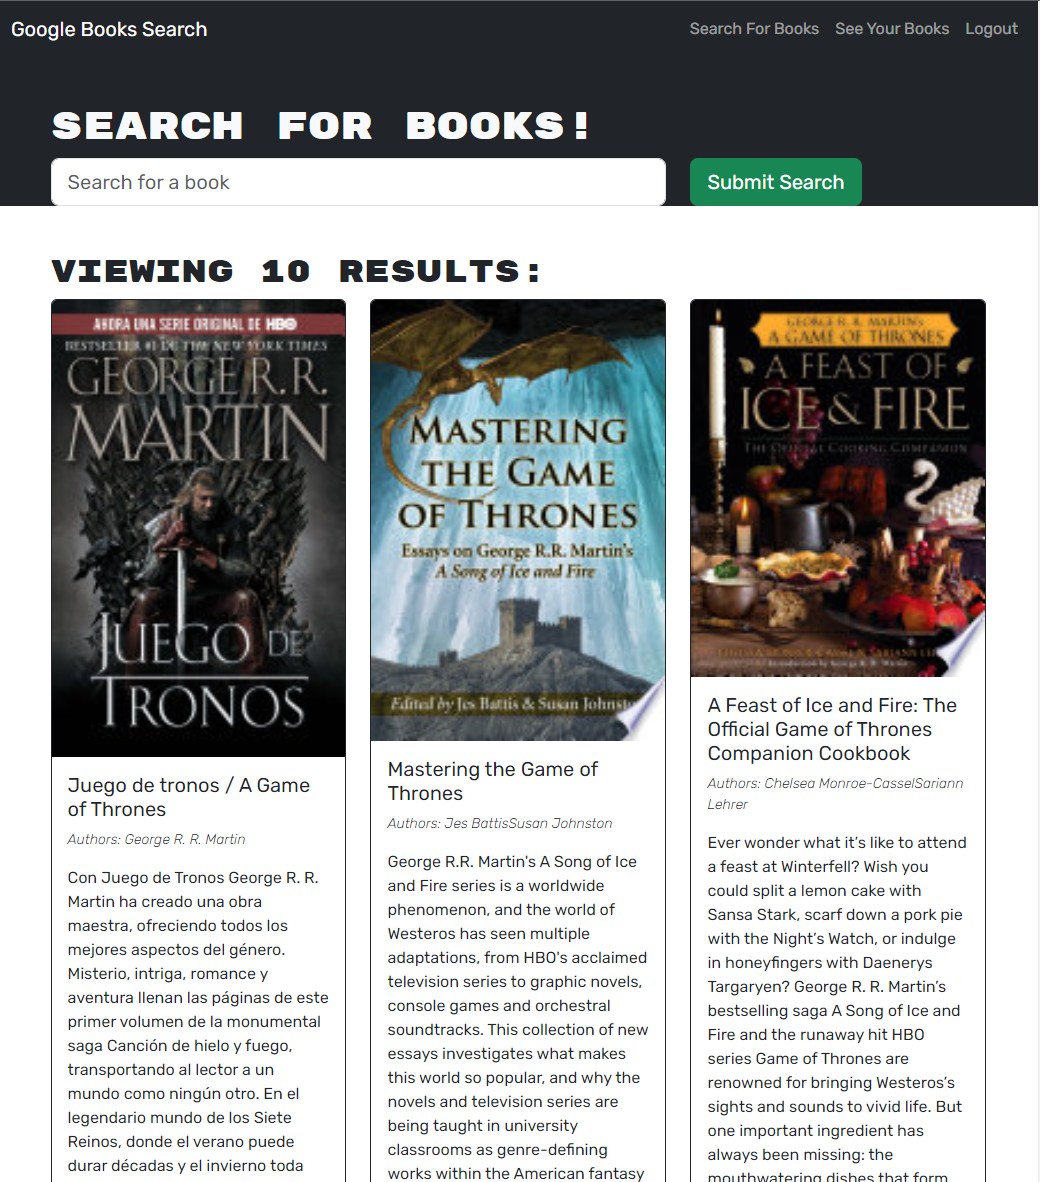 Google Books Search
Search For Books
See Your Books
Logout
SEARCH FOR BOOKS!
Search for a book
Submit Search
VIEWING 10 RESULTS:
AHORA UNA SERIE ORIGINAL DE HBO
BESTSELLER #1 DE THE NEW YORK TIMES
GEORGE R.R.
MARTIN
JUEGO DE
TRONOS
Juego de tronos / A Game
of Thrones
Authors: George R. R. Martin
Con Juego de Tronos George R. R.
Martin ha creado una obra
maestra, ofreciendo todos los
mejores aspectos del género.
Misterio, intriga, romance y
aventura llenan las páginas de este
primer volumen de la monumental
saga Canción de hielo y fuego,
transportando al lector a un
mundo como ningún otro. En el
legendario mundo de los Siete
Reinos, donde el verano puede
durar décadas y el invierno toda
MASTERING
THE GAME
OF THRONES
Essays on George R.R. Martin's
A Song of Ice and Fire
Edited by Jes Battis & Susan
Mastering the Game of
Thrones
Authors: Jes BattisSusan Johnston
George R.R. Martin's A Song of Ice
and Fire series is a worldwide
phenomenon, and the world of
Westeros has seen multiple
adaptations, from HBO's acclaimed
television series to graphic novels,
console games and orchestral
soundtracks. This collection of new
essays investigates what makes
this world so popular, and why the
novels and television series are
being taught in university
classrooms as genre-defining
works within the American fantasy
GEORGE R. R. MARTIN'S
A GAME OF THRONES
A FEAST OF
ICE & FIRE
THE OFFICIAL COOKING COMPANION
A Feast of Ice and Fire: The
Official Game of Thrones
Companion Cookbook
Authors: Chelsea Monroe-CasselSariann
Lehrer
Ever wonder what it’s like to attend
a feast at Winterfell? Wish you
could split a lemon cake with
Sansa Stark, scarf down a pork pie
with the Night’s Watch, or indulge
in honeyfingers with Daenerys
Targaryen? George R. R. Martin’s
bestselling saga A Song of Ice and
Fire and the runaway hit HBO
series Game of Thrones are
renowned for bringing Westeros’s
sights and sounds to vivid life. But
one important ingredient has
always been missing: the
mouthwatering dishes that form